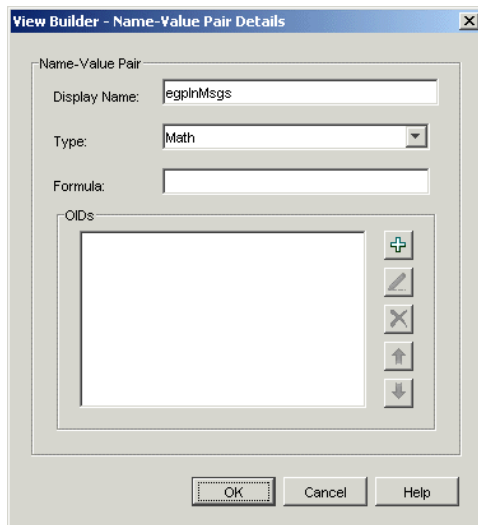 View Builder - Name-Value Pair Details
Name-Value Pair
Display Name: egpInMsgs
Type: Math
Formula:
OIDs
OK Cancel Help